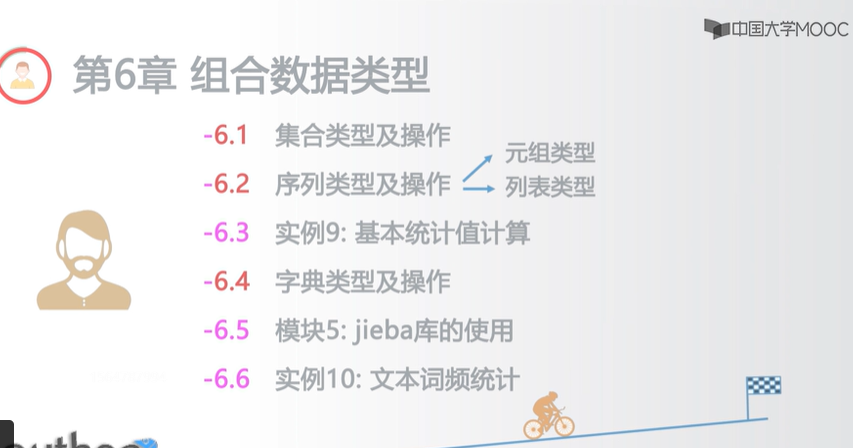 中国大学MOOC
第6章 组合数据类型
-6.1 集合类型及操作
元组类型
-6.2 序列类型及操作
列表类型
-6.3 实例9: 基本统计值计算
-6.4 字典类型及操作
-6.5 模块5: jieba库的使用
-6.6 实例10: 文本词频统计